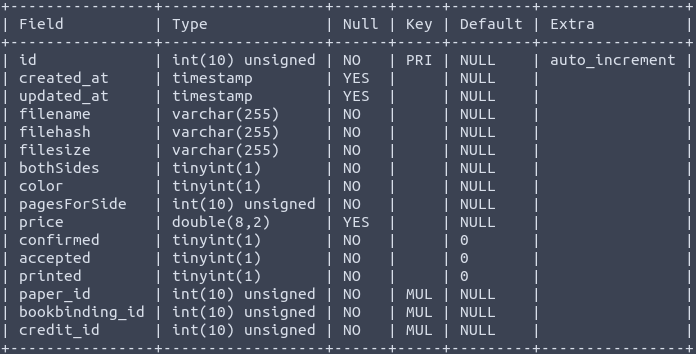 +-----------------+------------------+------+-----+---------+----------------+
| Field           | Type             | Null | Key | Default | Extra          |
+-----------------+------------------+------+-----+---------+----------------+
| id              | int(10) unsigned | NO   | PRI | NULL    | auto_increment |
| created_at      | timestamp        | YES  |     | NULL    |                |
| updated_at      | timestamp        | YES  |     | NULL    |                |
| filename        | varchar(255)     | NO   |     | NULL    |                |
| filehash        | varchar(255)     | NO   |     | NULL    |                |
| filesize        | varchar(255)     | NO   |     | NULL    |                |
| bothSides       | tinyint(1)       | NO   |     | NULL    |                |
| color           | tinyint(1)       | NO   |     | NULL    |                |
| pagesForSide    | int(10) unsigned | NO   |     | NULL    |                |
| price           | double(8,2)      | YES  |     | NULL    |                |
| confirmed       | tinyint(1)       | NO   |     | 0       |                |
| accepted        | tinyint(1)       | NO   |     | 0       |                |
| printed         | tinyint(1)       | NO   |     | 0       |                |
| paper_id        | int(10) unsigned | NO   | MUL | NULL    |                |
| bookbinding_id  | int(10) unsigned | NO   | MUL | NULL    |                |
| credit_id       | int(10) unsigned | NO   | MUL | NULL    |                |
+-----------------+------------------+------+-----+---------+----------------+